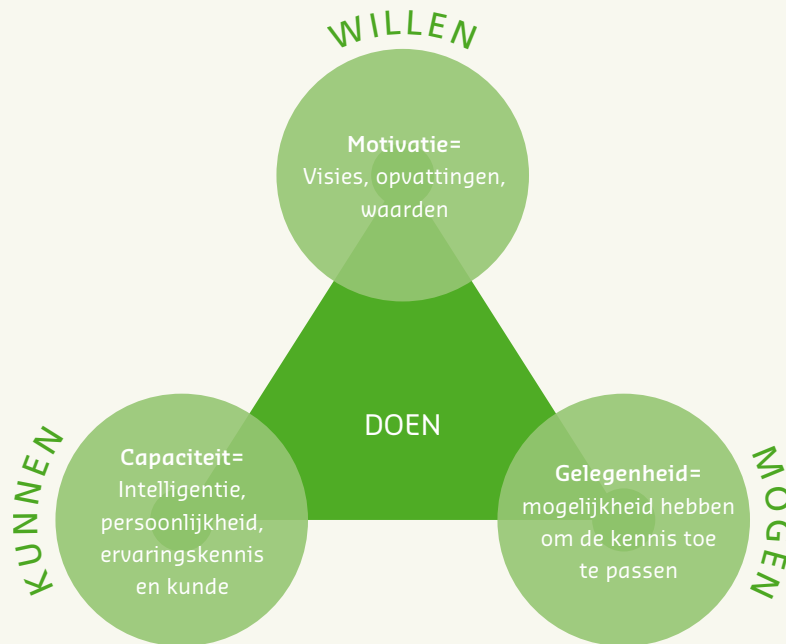 WILLEN
Motivatie=
Visies, opvattingen,
waarden
DOEN
KUNNEN
Capaciteit=
Intelligentie,
persoonlijkheid,
ervaringskennis
en kunde
MOGEN
Gelegenheid=
mogelijkheid hebben
om de kennis toe
te passen